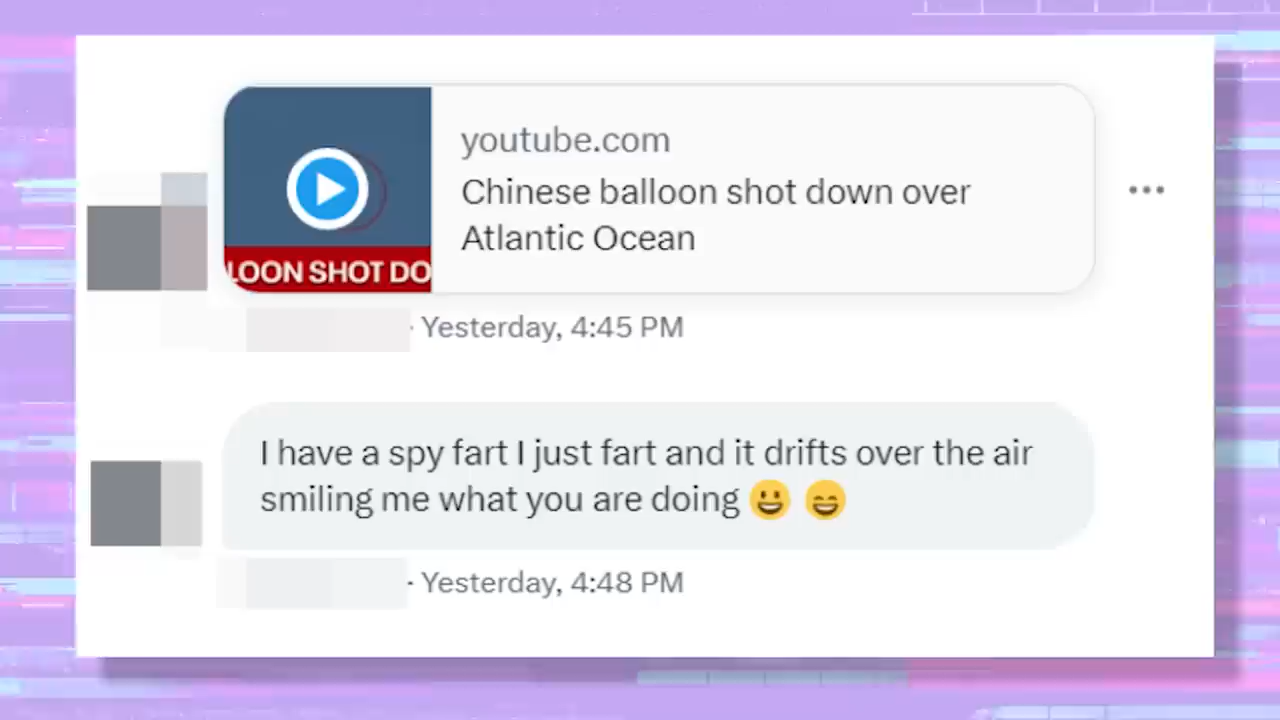 youtube.com
Chinese balloon shot down over
Atlantic Ocean
LOON SHOT DO
· Yesterday, 4:45 PM
I have a spy fart I just fart and it drifts over the air
smiling me what you are doing 😀 😄
· Yesterday, 4:48 PM